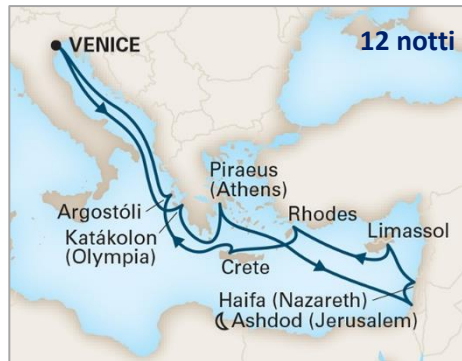 VENICE
12 notti
Piraeus
(Athens)
Argostóli
Rhodes
Katákolon
(Olympia)
Limassol
Crete
Haifa (Nazareth)
Ashdod (Jerusalem)